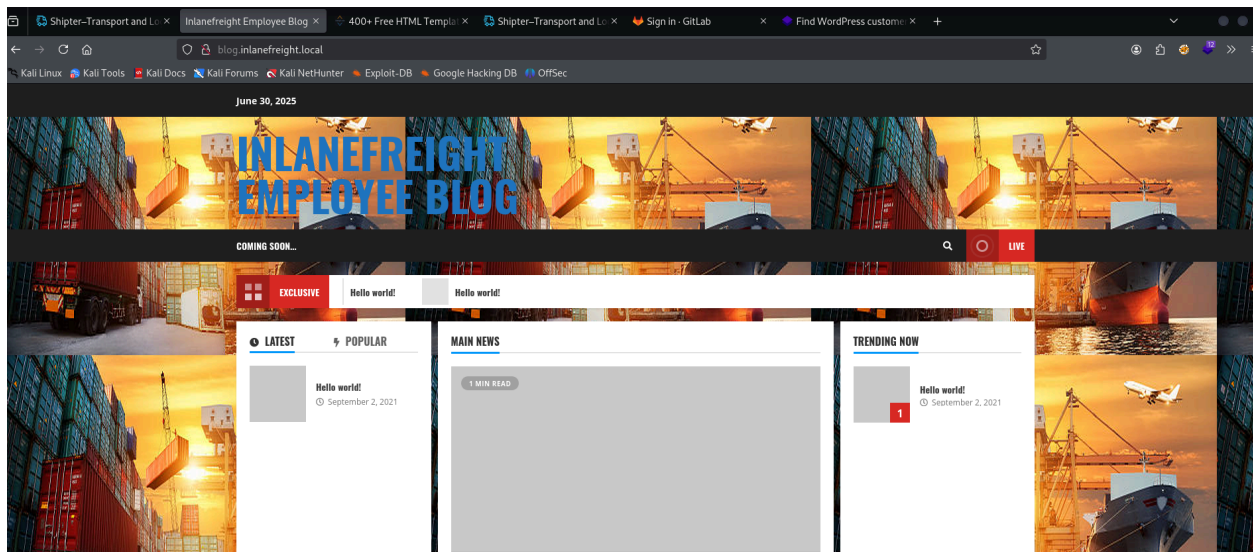 Shipter–Transport and Lo
Inlanefreight Employee Blog
400+ Free HTML Templa
Shipter–Transport and Lo
Sign in · GitLab
Find WordPress custome
blog.inlanefreight.local
12
Kali Linux
Kali Tools
Kali Docs
Kali Forums
Kali NetHunter
Exploit-DB
Google Hacking DB
OffSec
June 30, 2025
INLANEFREIGHT
EMPLOYEE BLOG
COMING SOON...
LIVE
EXCLUSIVE
Hello world!
Hello world!
LATEST
POPULAR
MAIN NEWS
TRENDING NOW
Hello world!
September 2, 2021
1 MIN READ
Hello world!
September 2, 2021
1